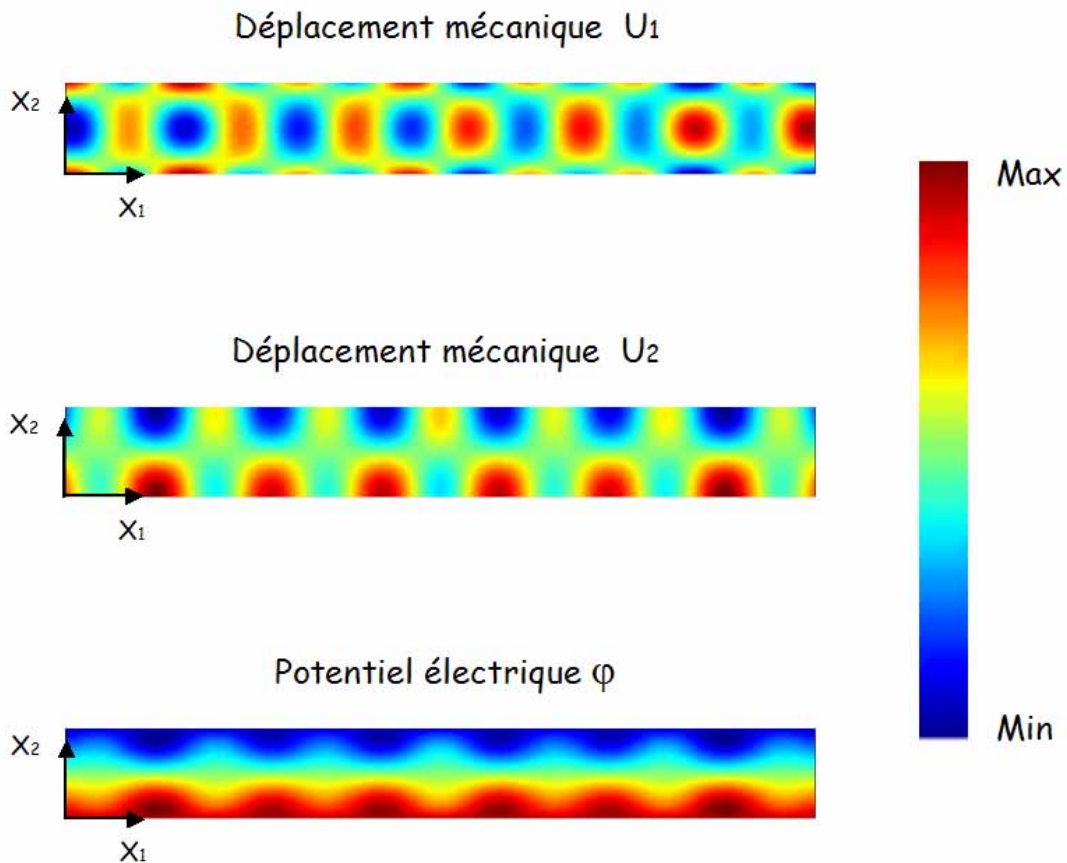 Déplacement mécanique U1
X2
X1
Max
Déplacement mécanique U2
X2
X1
Potentiel électrique φ
Min
X2
X1